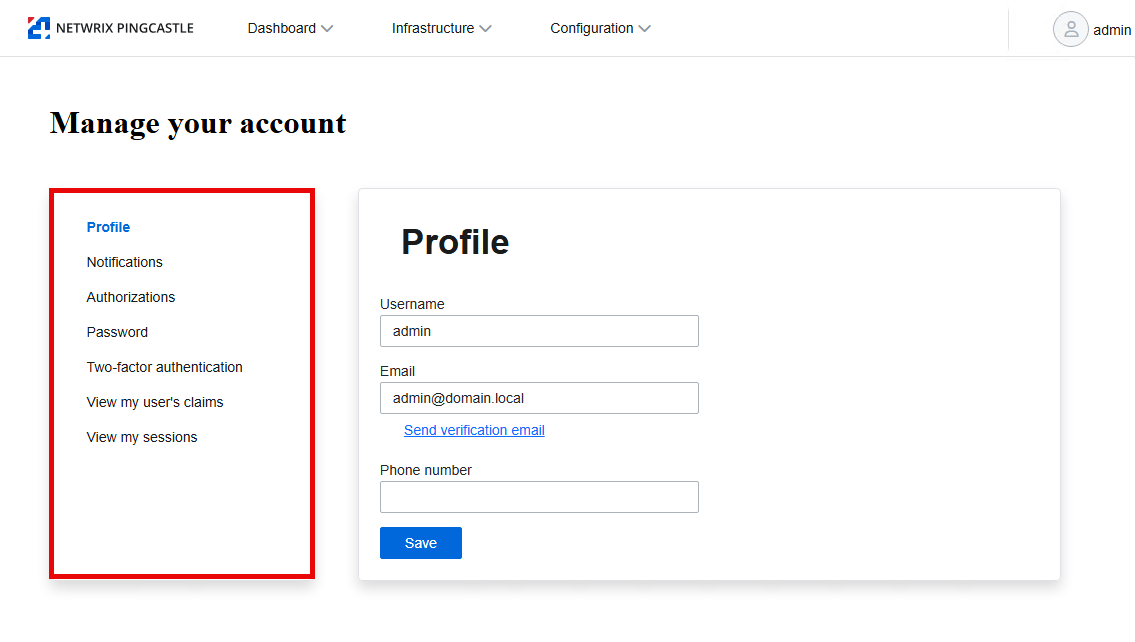 NETWRIX PINGCASTLE Dashboard Infrastructure Configuration admin
Manage your account
Profile
Notifications
Authorizations
Password
Two-factor authentication
View my user's claims
View my sessions
Profile
Username
admin
Email
admin@domain.local
Send verification email
Phone number
Save